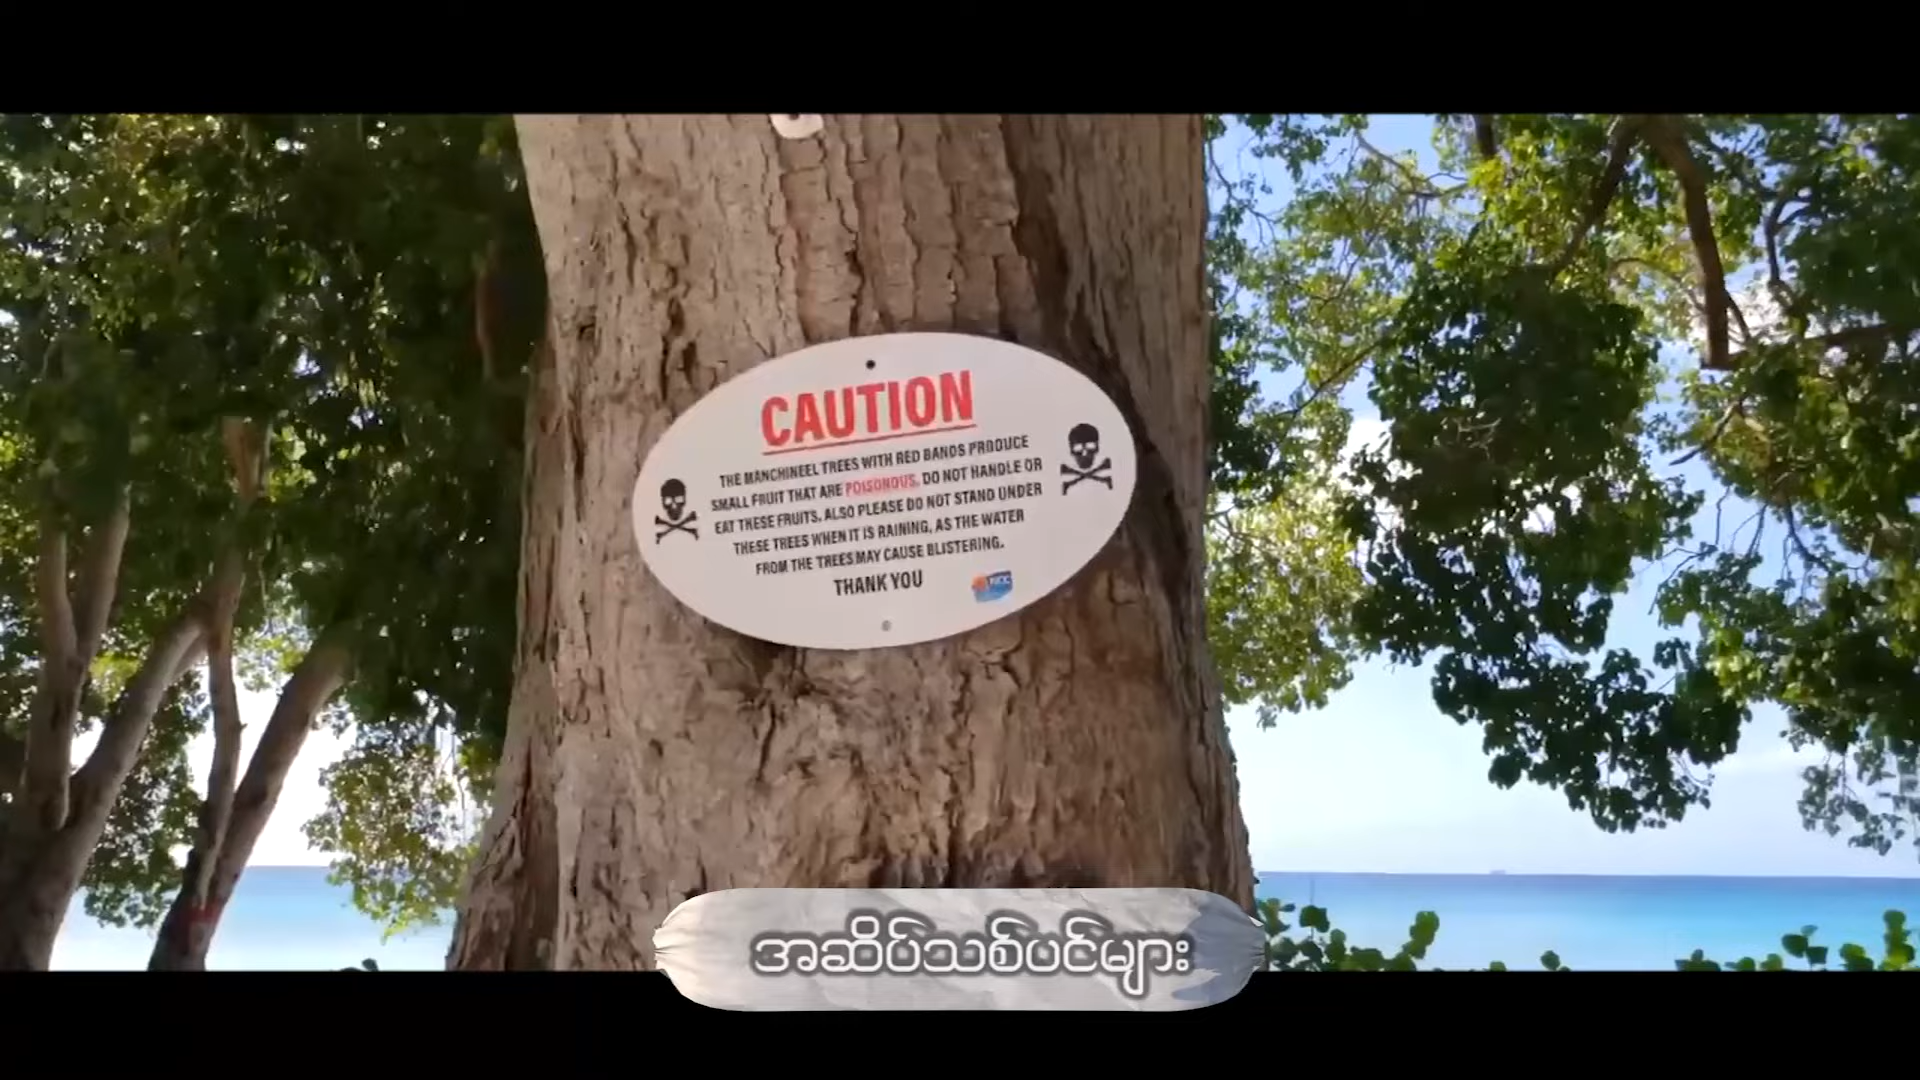 CAUTION
THE MANCHINEEL TREES WITH RED BANDS PRODUCE
SMALL FRUIT THAT ARE POISONOUS. DO NOT HANDLE OR
EAT THESE FRUITS. ALSO PLEASE DO NOT STAND UNDER
THESE TREES WHEN IT IS RAINING, AS THE WATER
FROM THE TREES MAY CAUSE BLISTERING.
THANK YOU
NCC
အဆိပ်သစ်ပင်များ